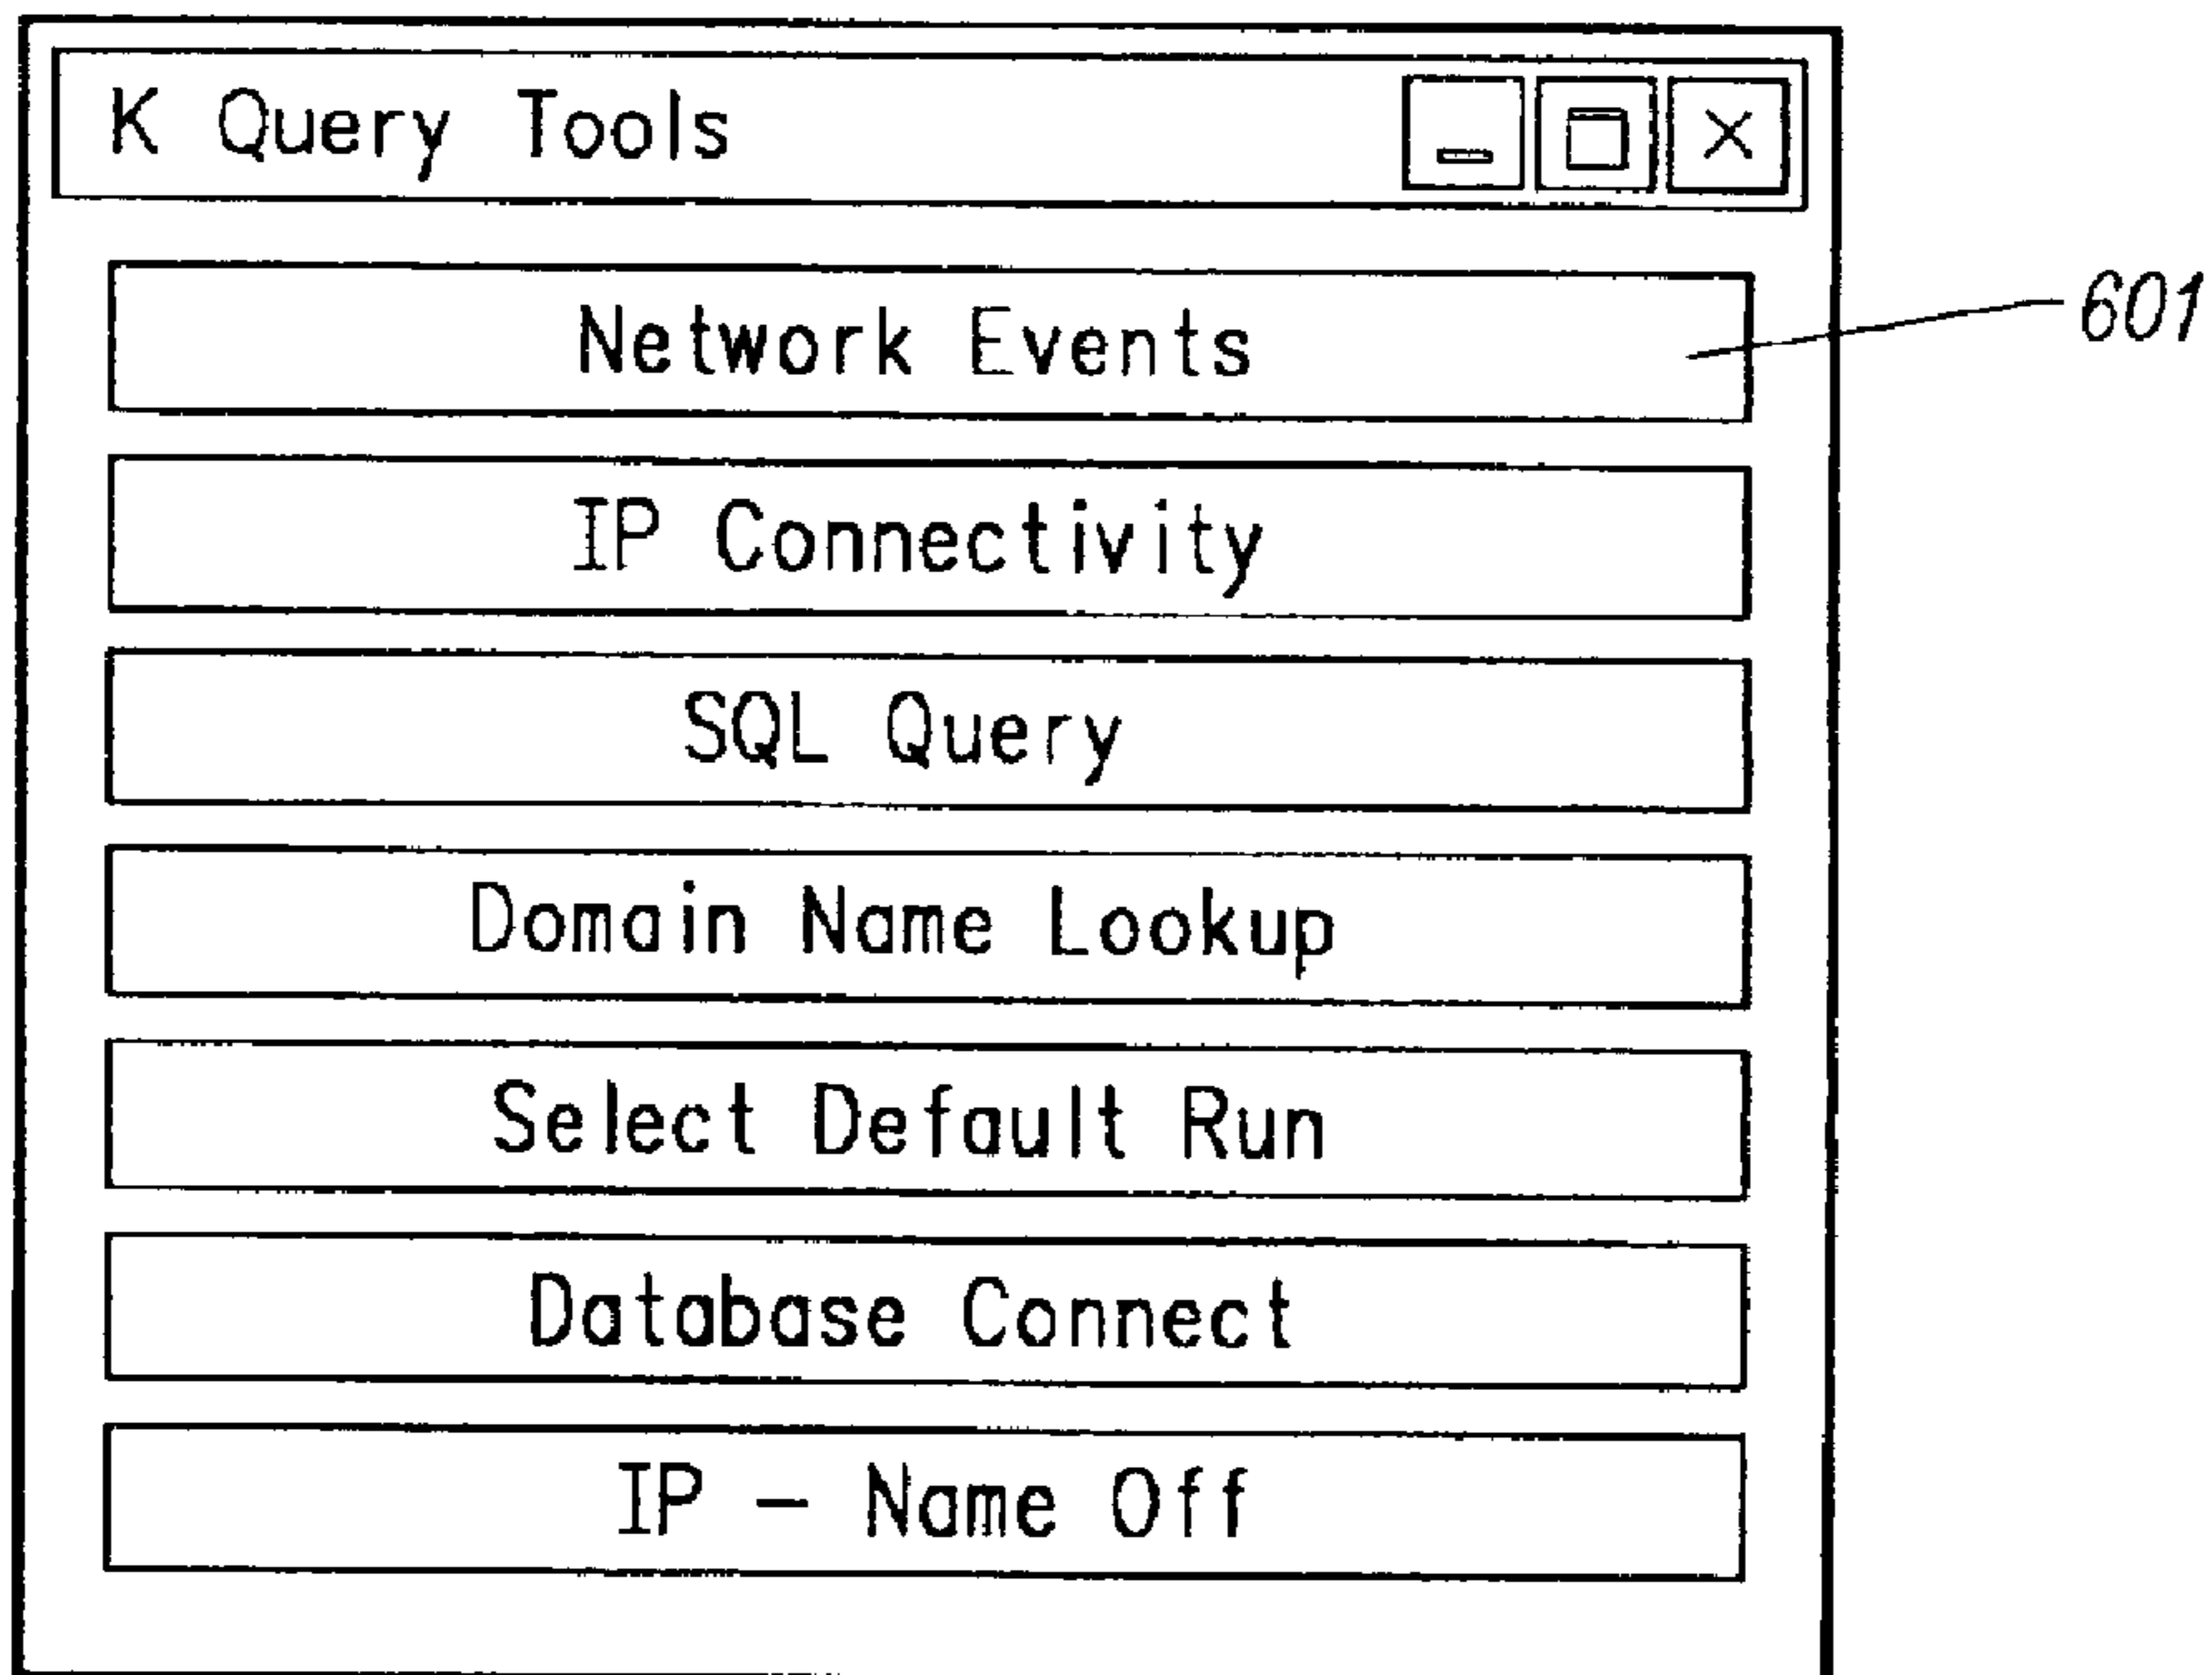 K Query Tools
Network Events
601
IP Connectivity
SQL Query
Domain Name Lookup
Select Default Run
Database Connect
IP – Name Off